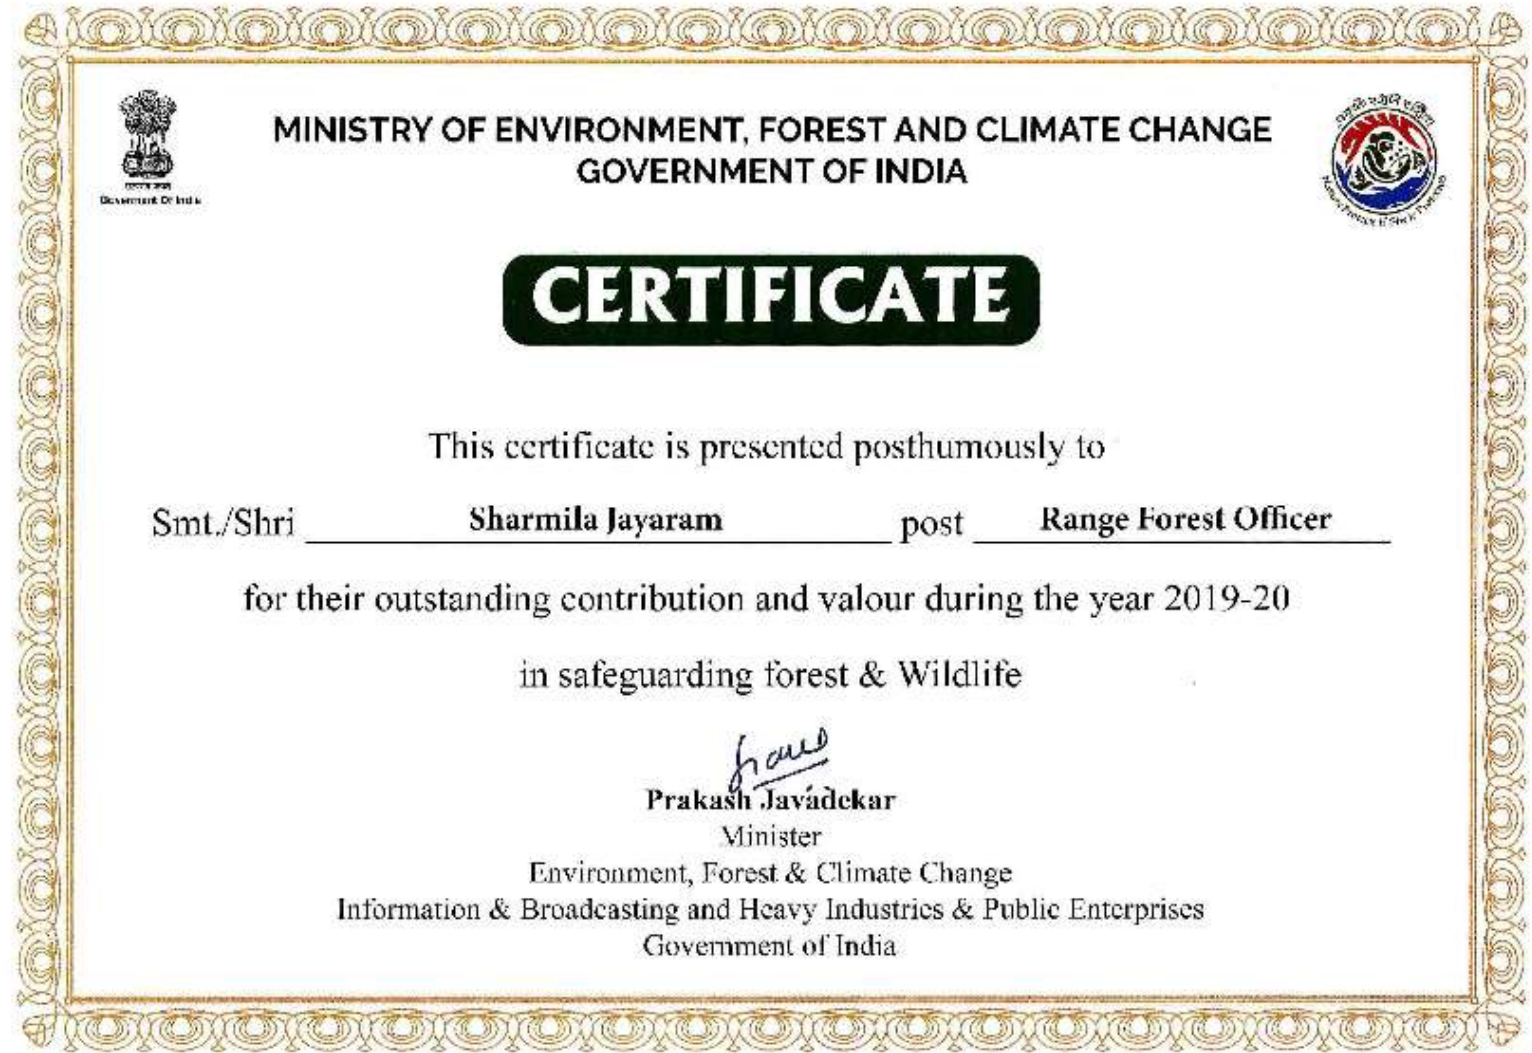 Government Of India
MINISTRY OF ENVIRONMENT, FOREST AND CLIMATE CHANGE
GOVERNMENT OF INDIA
CERTIFICATE
This certificate is presented posthumously to
Smt./Shri Sharmila Jayaram post Range Forest Officer
for their outstanding contribution and valour during the year 2019-20
in safeguarding forest & Wildlife
Prakash Javadekar
Minister
Environment, Forest & Climate Change
Information & Broadcasting and Heavy Industries & Public Enterprises
Government of India